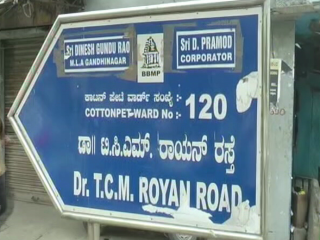 Sri DINESH GUNDU RAO
M.L.A GANDHINAGAR
BBMP
Sri D. PRAMOD
CORPORATOR
ಕಾಟನ್ ಪೇಟೆ ವಾರ್ಡ್ ಸಂಖ್ಯೆ :-
COTTONPET-WARD No :- 120
ಡಾ|| ಟಿ.ಸಿ.ಎಮ್. ರಾಯನ್ ರಸ್ತೆ
Dr. T.C.M. ROYAN ROAD